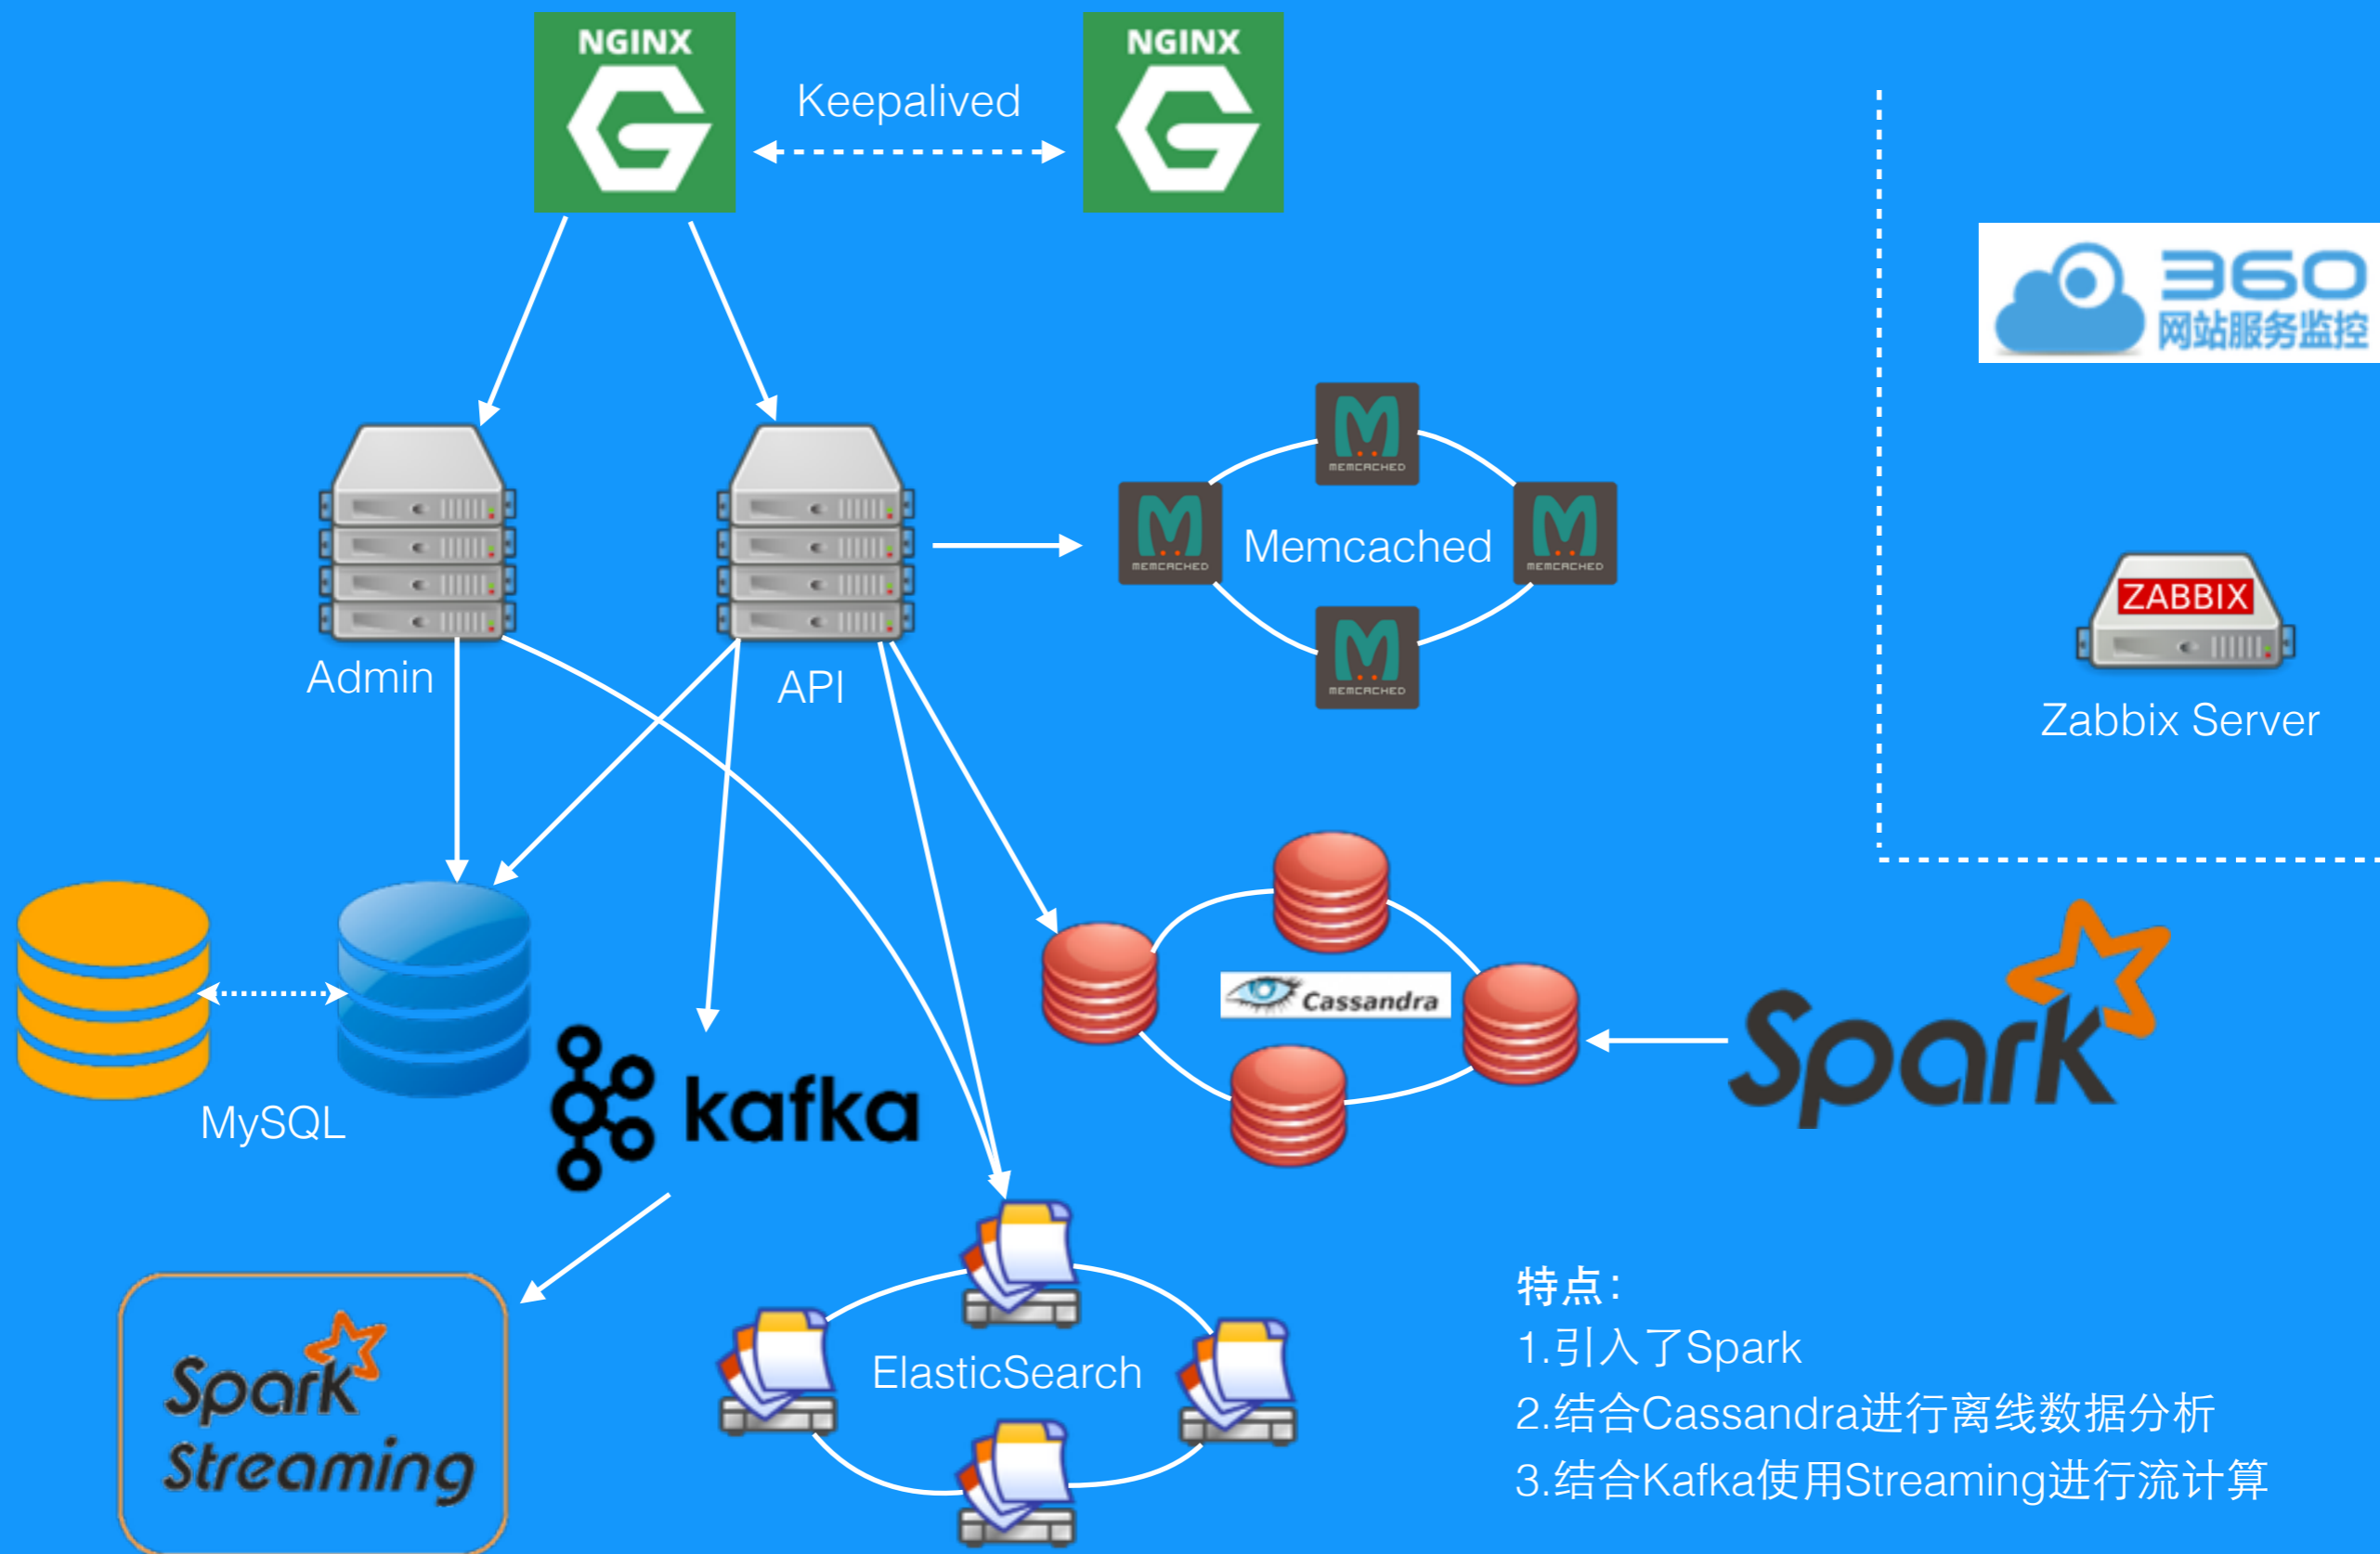 NGINX
Keepalived
NGINX
360
网站服务监控
MEMCACHED
MEMCACHED
Memcached
MEMCACHED
MEMCACHED
ZABBIX
Zabbix Server
Admin
API
Cassandra
Spark
MySQL
kafka
ElasticSearch
Spark
Streaming
特点：
1.引入了Spark
2.结合Cassandra进行离线数据分析
3.结合Kafka使用Streaming进行流计算